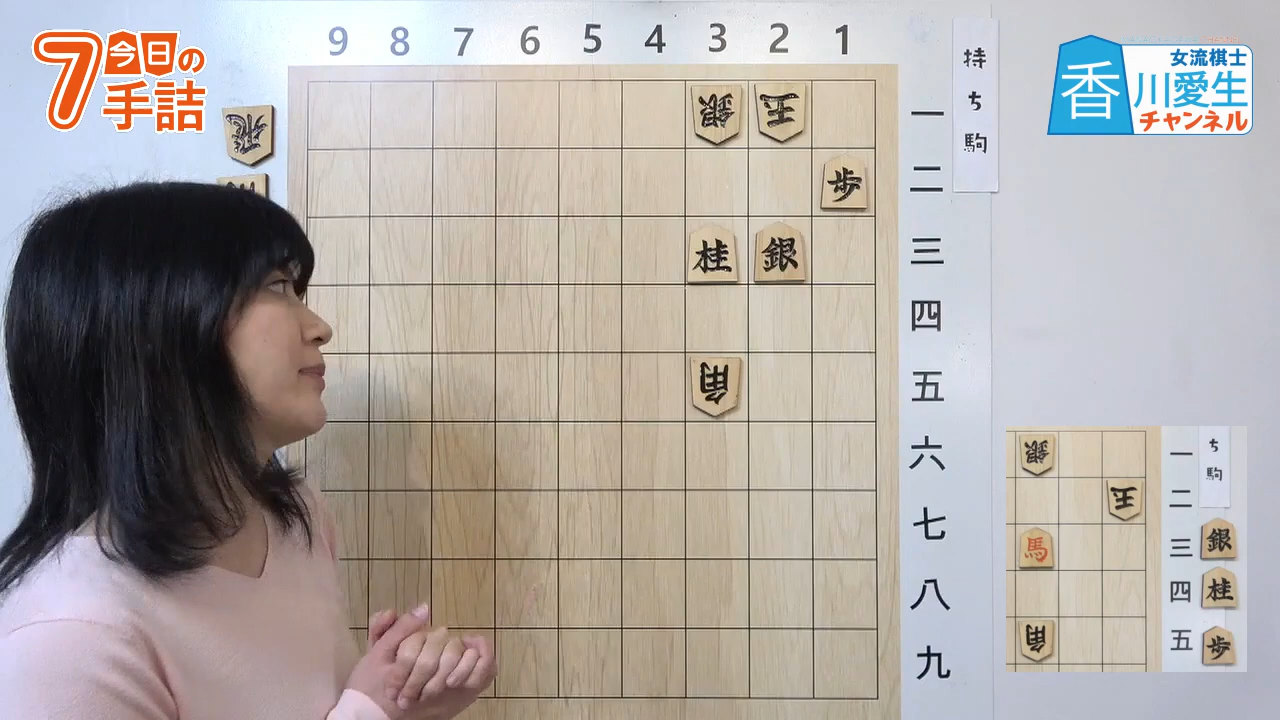 今日の
7手詰
9 8 7 6 5 4 3 2 1
持ち駒
女流棋士
香川愛生
チャンネル
飛
銀 王 一
歩 二
桂 銀 三
四
角 五
六
七
八
九
銀 一
王 二
馬 三
四
角 五
ち駒
銀
桂
歩